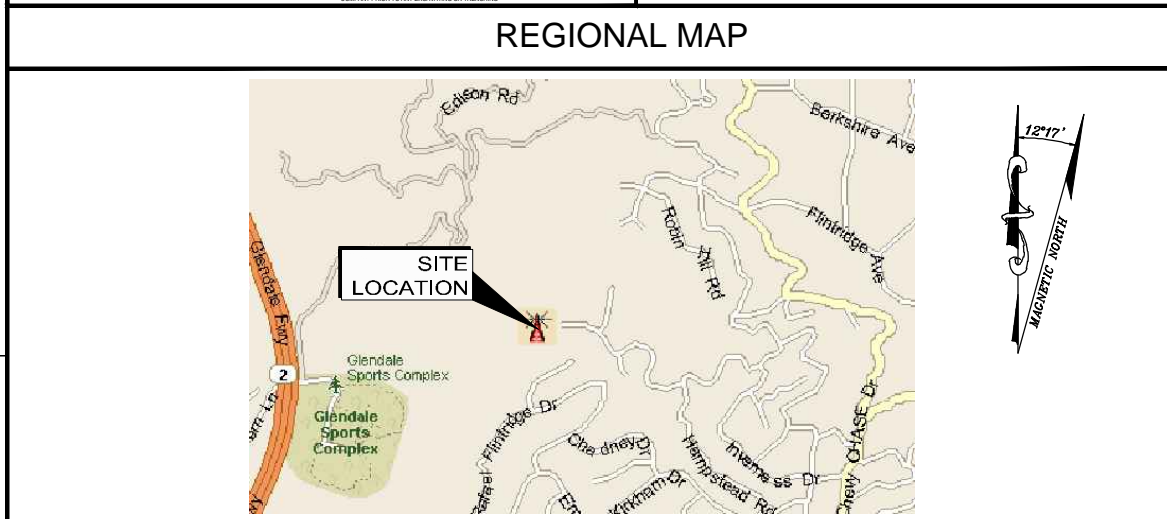 REGIONAL MAP
Edison Rd
Berkshire Ave
12°17'
MAGNETIC NORTH
Robin Hill Rd
Flintridge Ave
Glendale Fwy
SITE
LOCATION
2
Glendale
Sports Complex
Glendale
Sports
Complex
Flintridge Dr
Hampstead Rd
Inverness Dr
CHASE Dr
Kirkham Dr